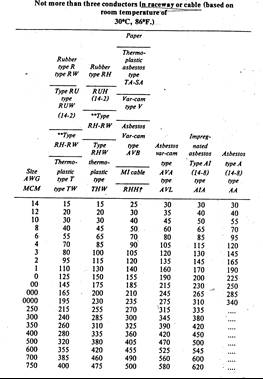 Not more than three conductors in raceway or cable (based on
room temperature of
30°C, 86°F.)
Paper
Thermo-
Rubber plastic
type R Rubber asbestos
type RW type RH type
TA-SA
Type RU RUH
type (14-2) Var-cam
RUW type V
(14-2) **Type
RH-RW Asbestos
**Type Var-cam Impreg-
RH-RW Type type Asbestos nated
RHW AVB var-cam asbestos Asbestos
Thermo- thermo- type Type AI type A
Size plastic plastic MI cable AVA (14-8) (14-8)
AWG type T type type type type
MCM type TW THW RHH† AVL AIA AA
14 15 15 25 30 30 30
12 20 20 30 35 40 40
10 30 30 40 45 50 55
8 40 45 50 60 65 70
6 55 65 70 80 85 95
4 70 85 90 105 115 120
3 80 100 105 120 130 145
2 95 115 120 135 145 165
1 110 130 140 160 170 190
0 125 150 155 190 200 225
00 145 175 185 215 230 250
000 165 200 210 245 265 285
0000 195 230 235 275 310 340
250 215 255 270 315 335 ....
300 240 285 300 345 380 ....
350 260 310 325 390 420 ....
400 280 335 360 420 450 ....
500 320 380 405 470 500 ....
600 355 420 455 525 545 ....
700 385 460 490 560 600 ....
750 400 475 500 580 620 ....